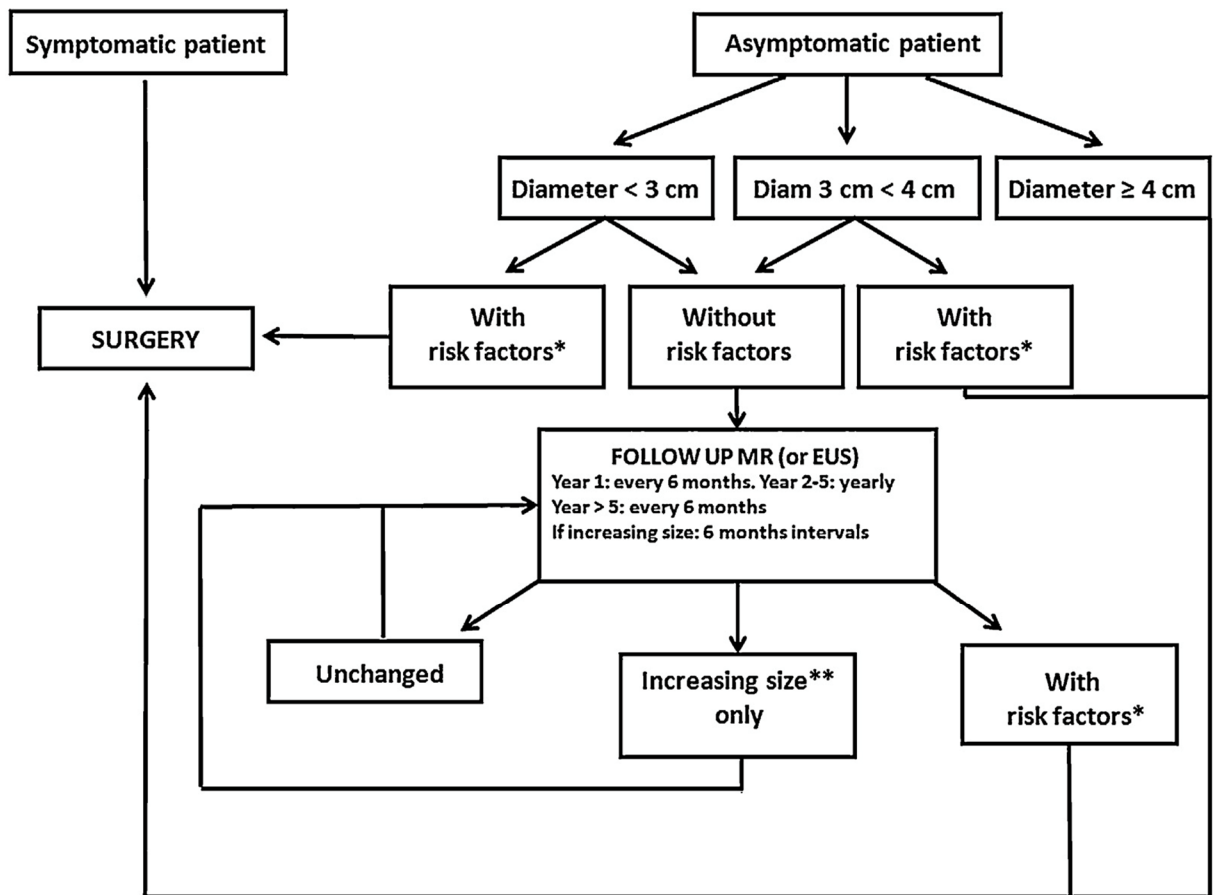 Symptomatic patient
Asymptomatic patient
Diameter < 3 cm
Diam 3 cm < 4 cm
Diameter ≥ 4 cm
SURGERY
With
risk factors*
Without
risk factors
With
risk factors*
FOLLOW UP MR (or EUS)
Year 1: every 6 months. Year 2-5: yearly
Year > 5: every 6 months
If increasing size: 6 months intervals
Unchanged
Increasing size**
only
With
risk factors*